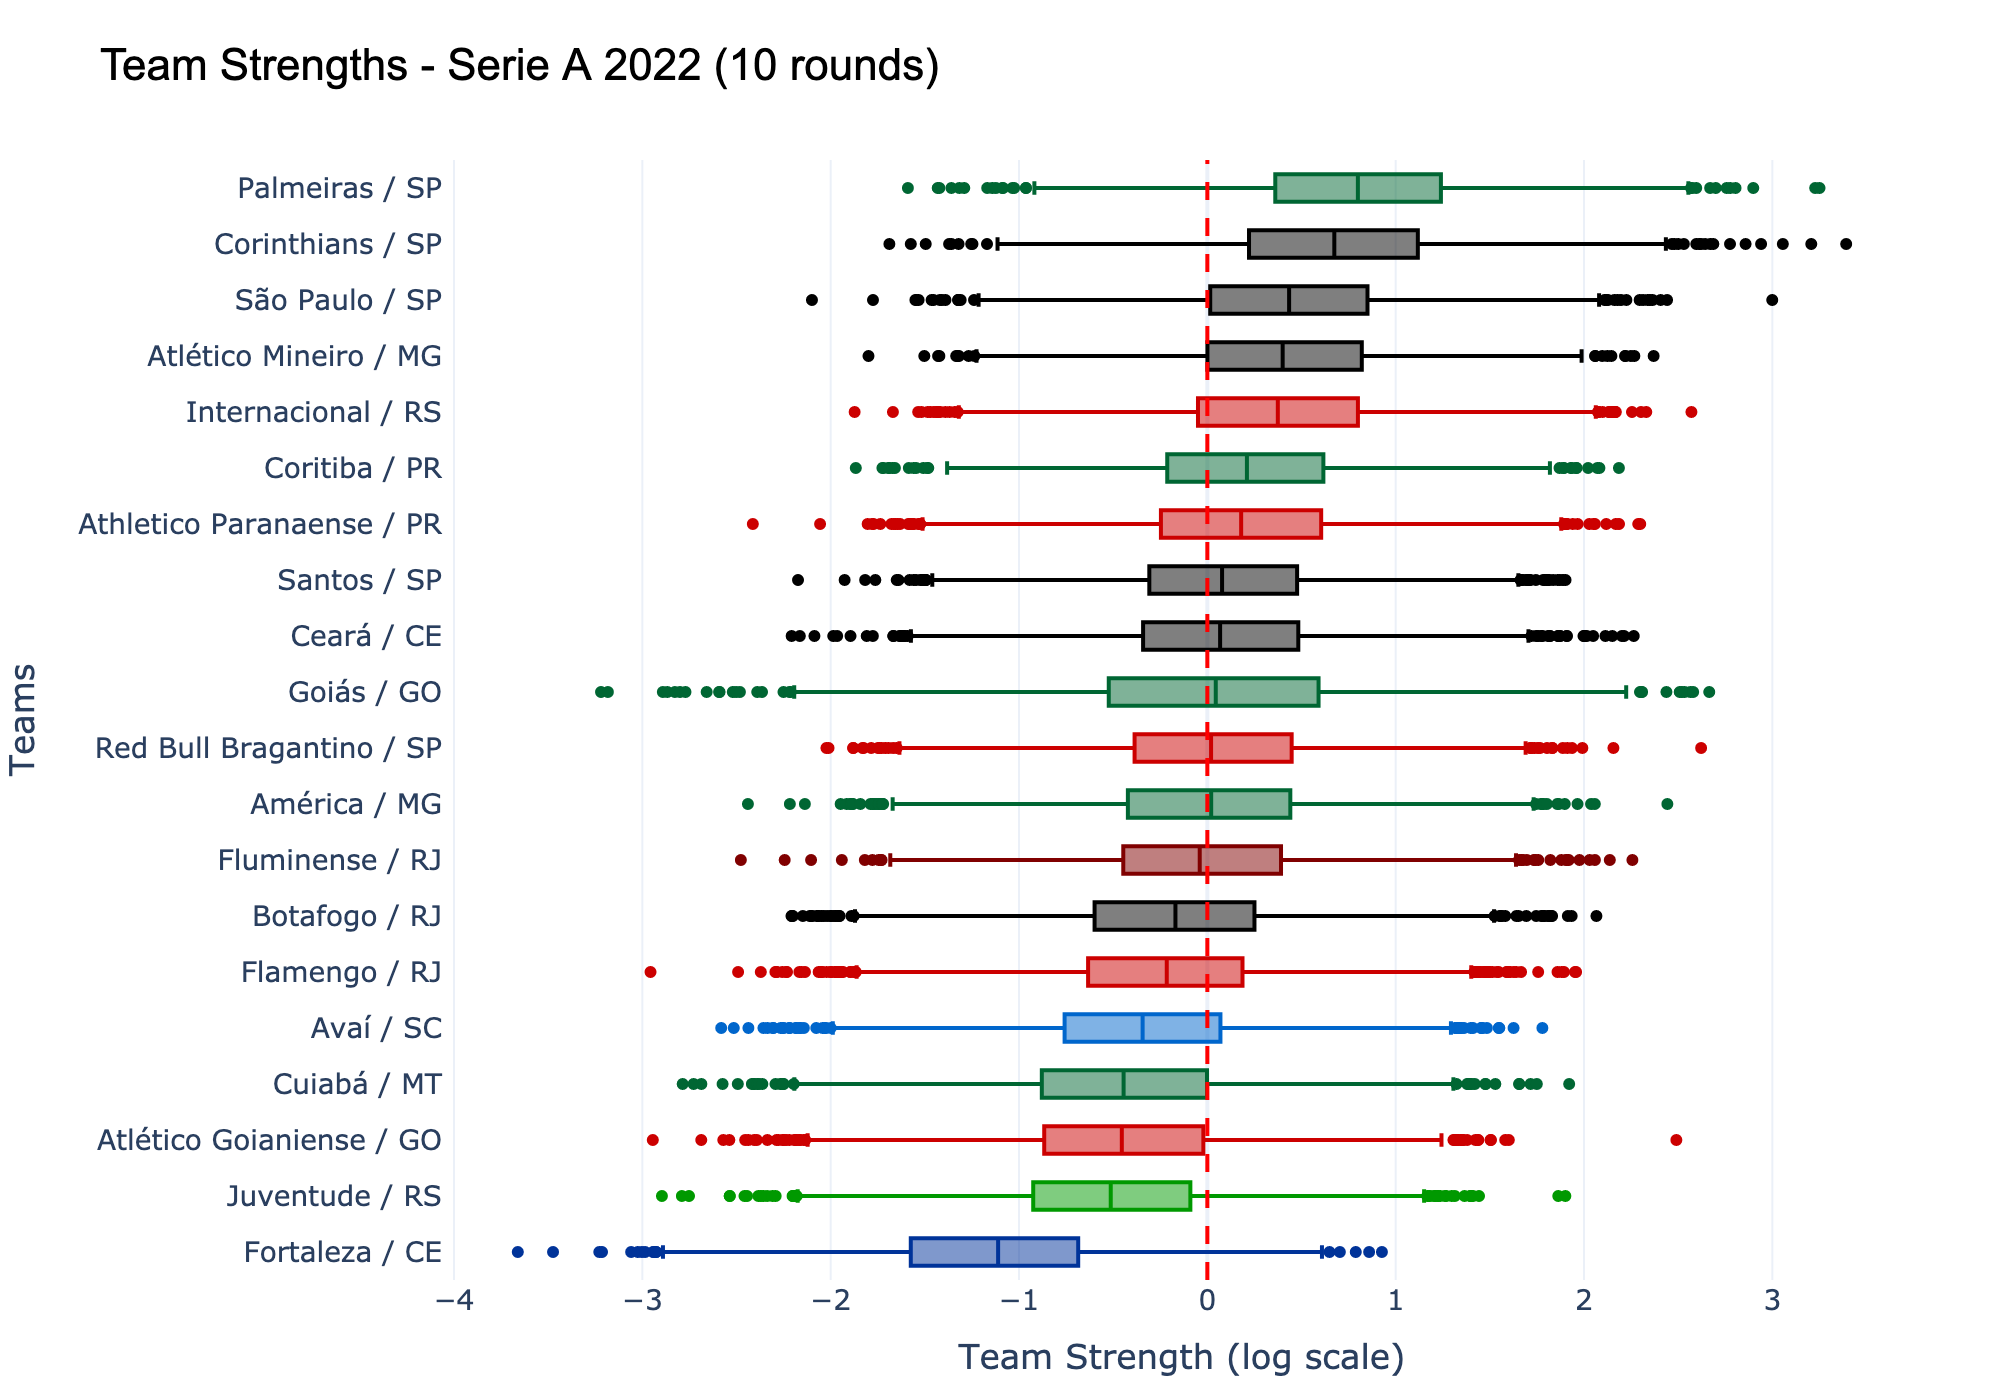 Team Strengths - Serie A 2022 (10 rounds)
Teams
Palmeiras / SP
Corinthians / SP
São Paulo / SP
Atlético Mineiro / MG
Internacional / RS
Coritiba / PR
Athletico Paranaense / PR
Santos / SP
Ceará / CE
Goiás / GO
Red Bull Bragantino / SP
América / MG
Fluminense / RJ
Botafogo / RJ
Flamengo / RJ
Avaí / SC
Cuiabá / MT
Atlético Goianiense / GO
Juventude / RS
Fortaleza / CE
−4 −3 −2 −1 0 1 2 3
Team Strength (log scale)